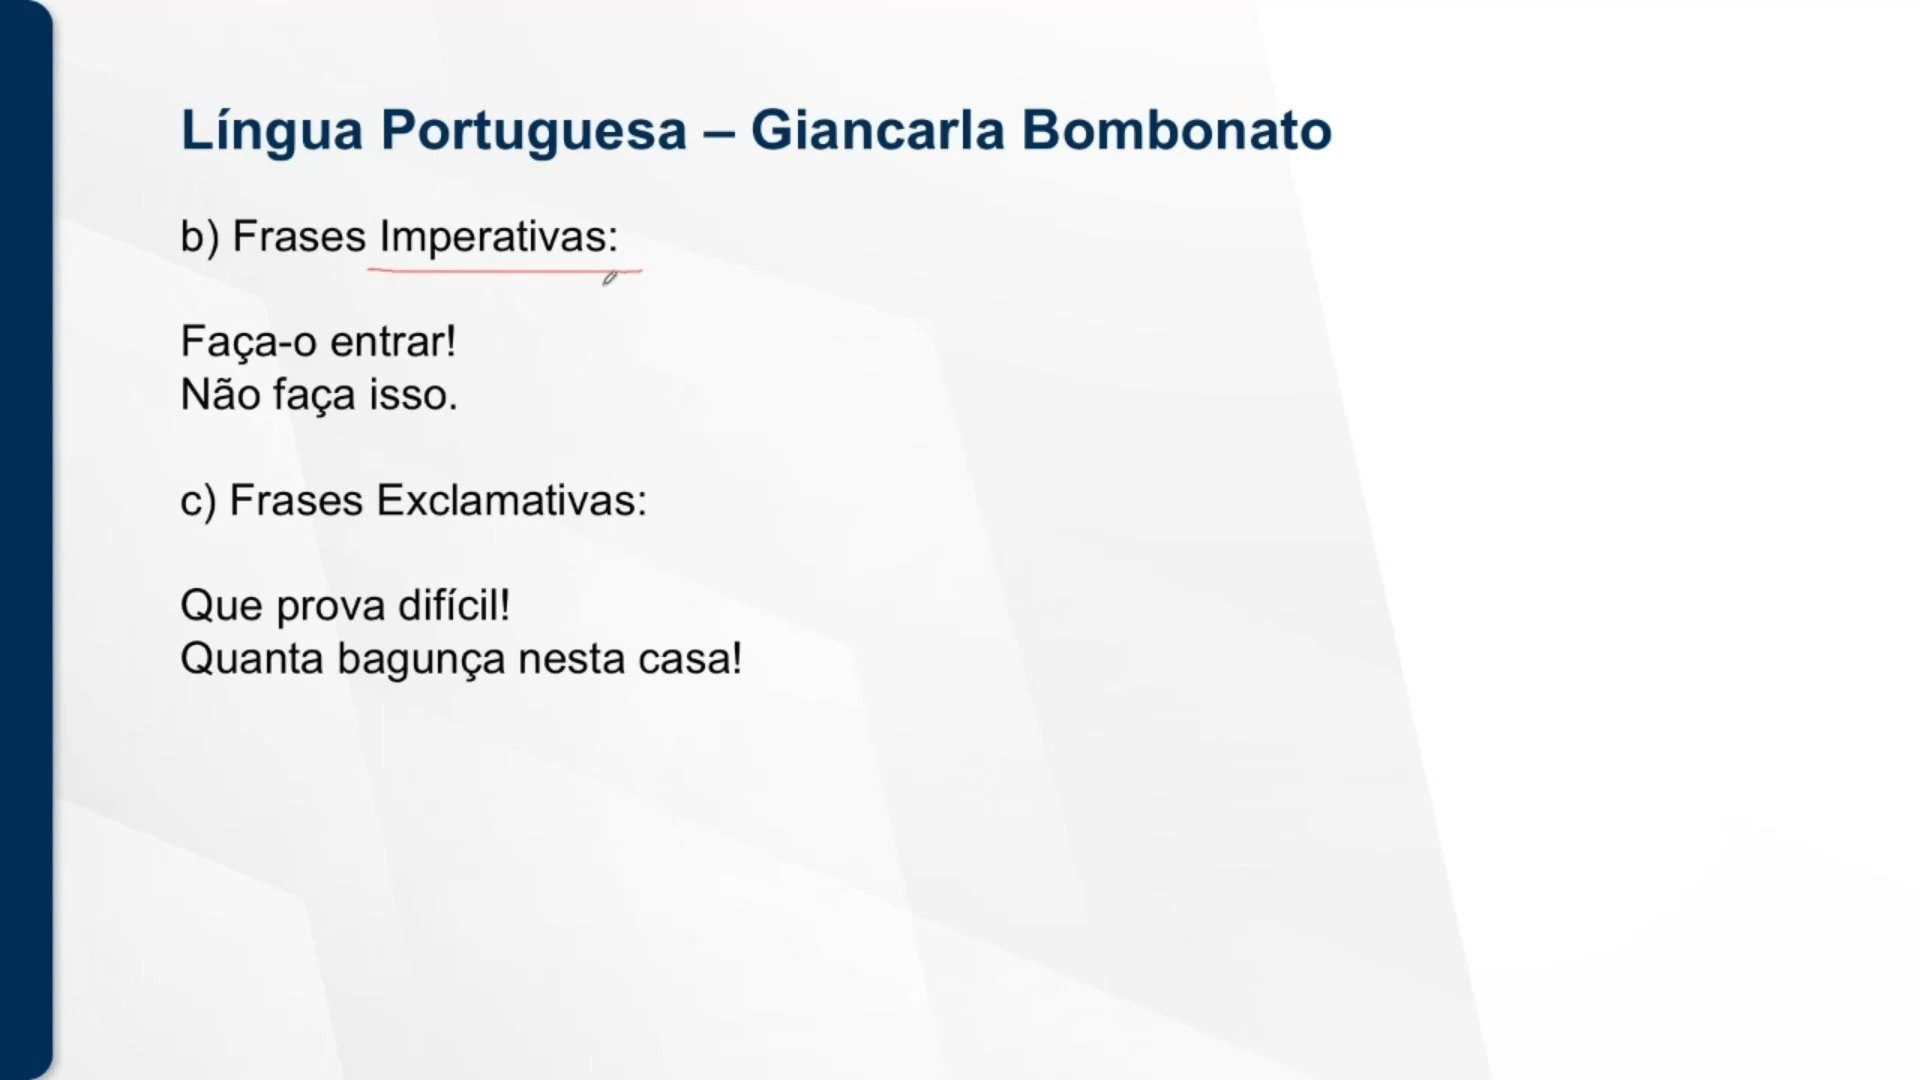 Língua Portuguesa – Giancarla Bombonato
b) Frases Imperativas:
Faça-o entrar!
Não faça isso.
c) Frases Exclamativas:
Que prova difícil!
Quanta bagunça nesta casa!